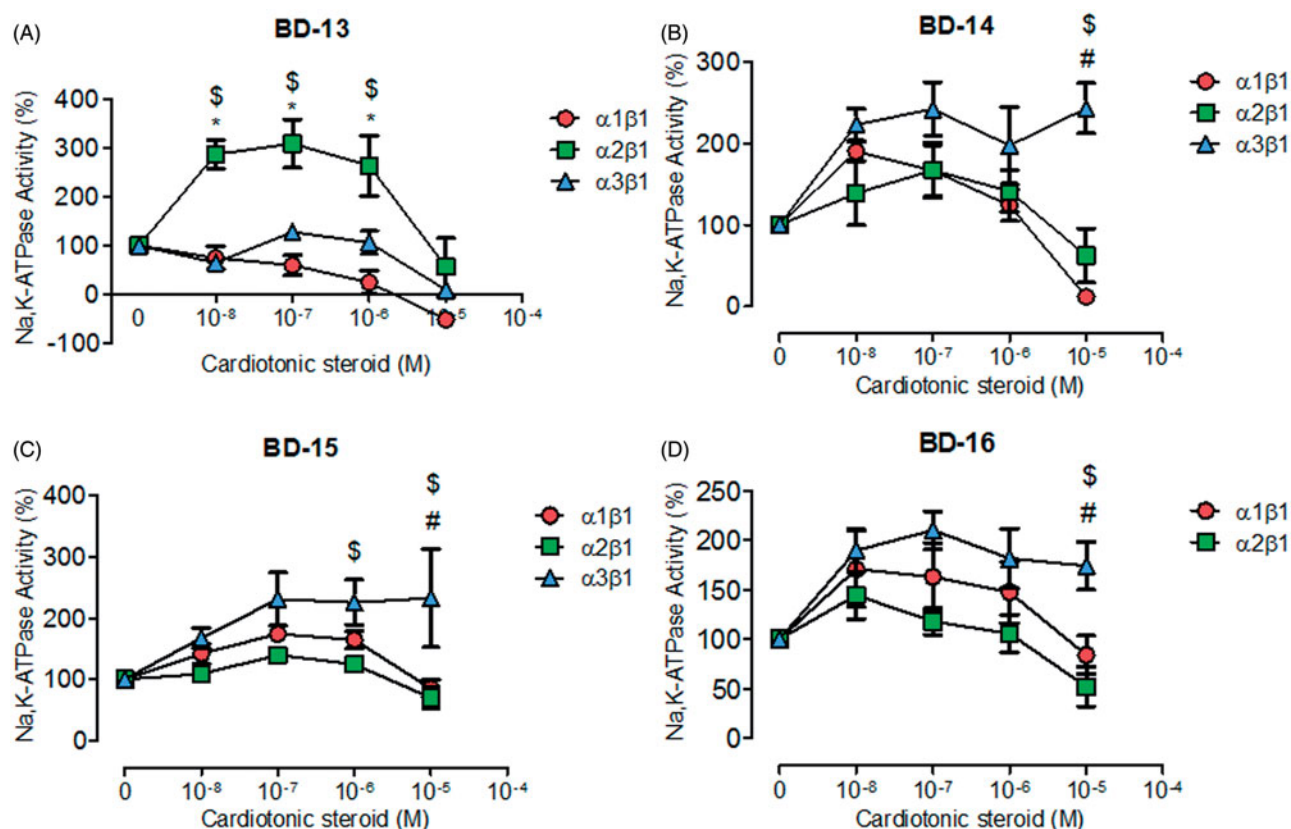 (A)
BD-13
Na,K-ATPase Activity (%)
400
300
200
100
0
-100
$
*
$
*
$
*
α1β1
α2β1
α3β1
0
10⁻⁸
10⁻⁷
10⁻⁶
10⁻⁵
10⁻⁴
Cardiotonic steroid (M)
(B)
BD-14
Na,K-ATPase Activity (%)
300
200
100
0
$
#
α1β1
α2β1
α3β1
0
10⁻⁸
10⁻⁷
10⁻⁶
10⁻⁵
10⁻⁴
Cardiotonic steroid (M)
(C)
BD-15
Na,K-ATPase Activity (%)
400
300
200
100
0
$
$
#
α1β1
α2β1
α3β1
0
10⁻⁸
10⁻⁷
10⁻⁶
10⁻⁵
10⁻⁴
Cardiotonic steroid (M)
(D)
BD-16
Na,K-ATPase Activity (%)
250
200
150
100
50
0
$
#
α1β1
α2β1
0
10⁻⁸
10⁻⁷
10⁻⁶
10⁻⁵
10⁻⁴
Cardiotonic steroid (M)